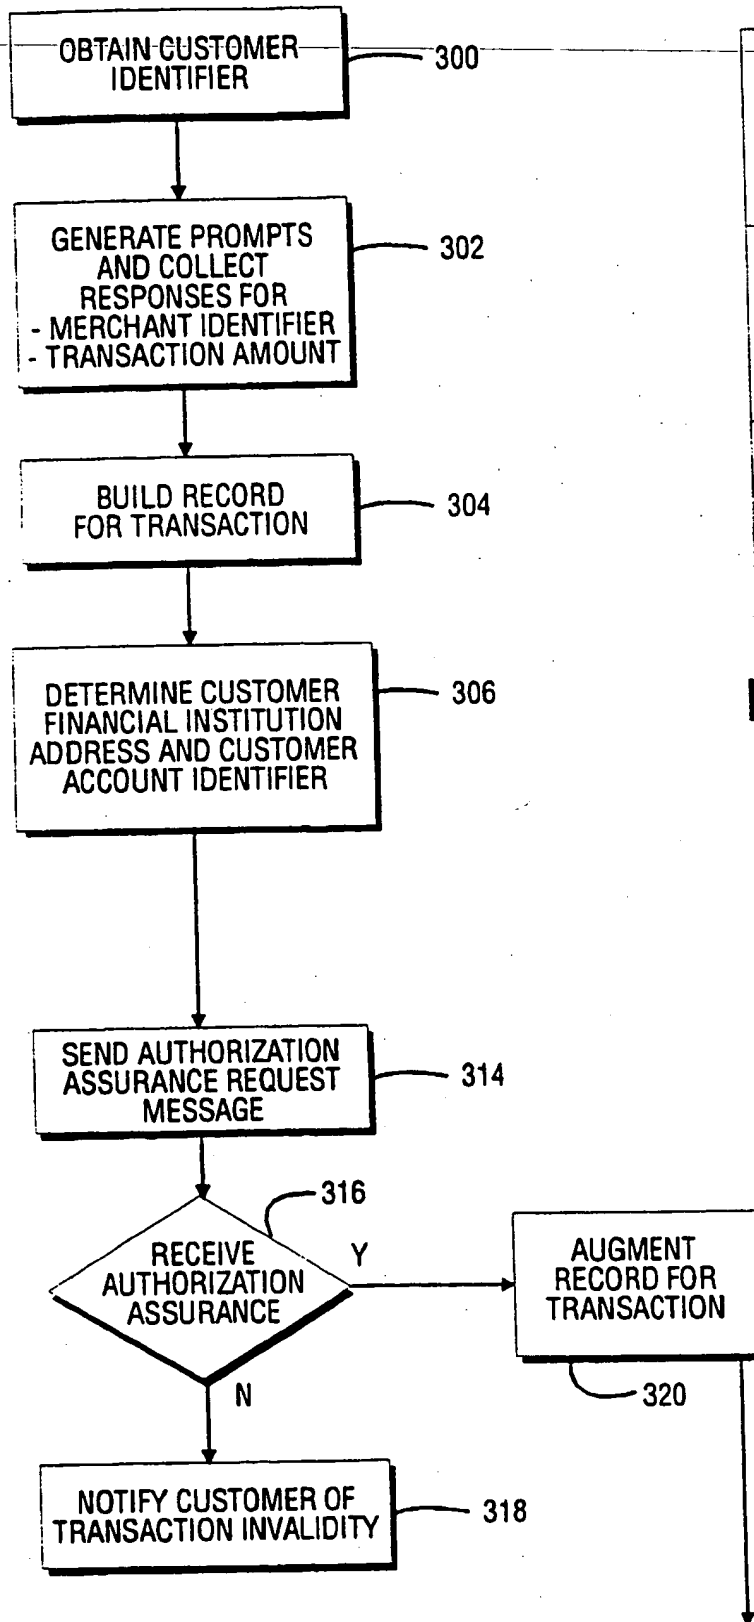 OBTAIN CUSTOMER
IDENTIFIER
300
GENERATE PROMPTS
AND COLLECT
RESPONSES FOR
- MERCHANT IDENTIFIER
- TRANSACTION AMOUNT
302
BUILD RECORD
FOR TRANSACTION
304
DETERMINE CUSTOMER
FINANCIAL INSTITUTION
ADDRESS AND CUSTOMER
ACCOUNT IDENTIFIER
306
SEND AUTHORIZATION
ASSURANCE REQUEST
MESSAGE
314
316
RECEIVE
AUTHORIZATION
ASSURANCE
Y
N
AUGMENT
RECORD FOR
TRANSACTION
320
NOTIFY CUSTOMER OF
TRANSACTION INVALIDITY
318